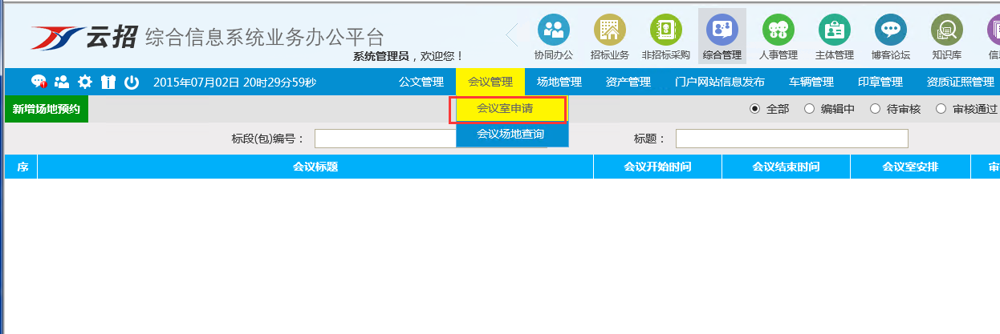 云招 综合信息系统业务办公平台
系统管理员，欢迎您！
协同办公 招标业务 非招标采购 综合管理 人事管理 主体管理 博客论坛 知识库
2015年07月02日 20时29分59秒
公文管理 会议管理 场地管理 资产管理 门户网站信息发布 车辆管理 印章管理 资质证照管理
新增场地预约 会议室申请 全部 编辑中 待审核 审核通过
会议场地查询
标段(包)编号： 标题：
序 会议标题 会议开始时间 会议结束时间 会议室安排 审